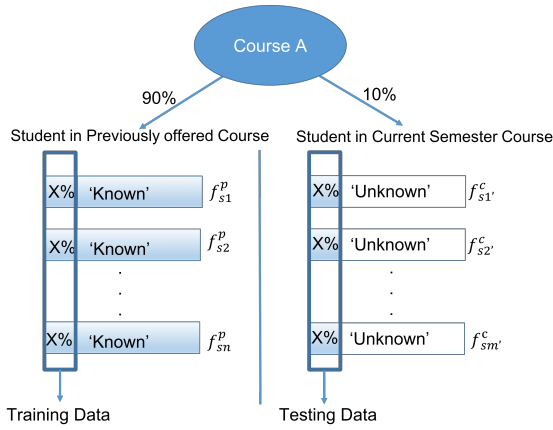 Course A
90%
10%
Student in Previously offered Course
Student in Current Semester Course
X% 'Known' f^p_{s1}
X% 'Unknown' f^c_{s1'}
X% 'Known' f^p_{s2}
X% 'Unknown' f^c_{s2'}
X% 'Known' f^p_{sn}
X% 'Unknown' f^c_{sm'}
Training Data
Testing Data